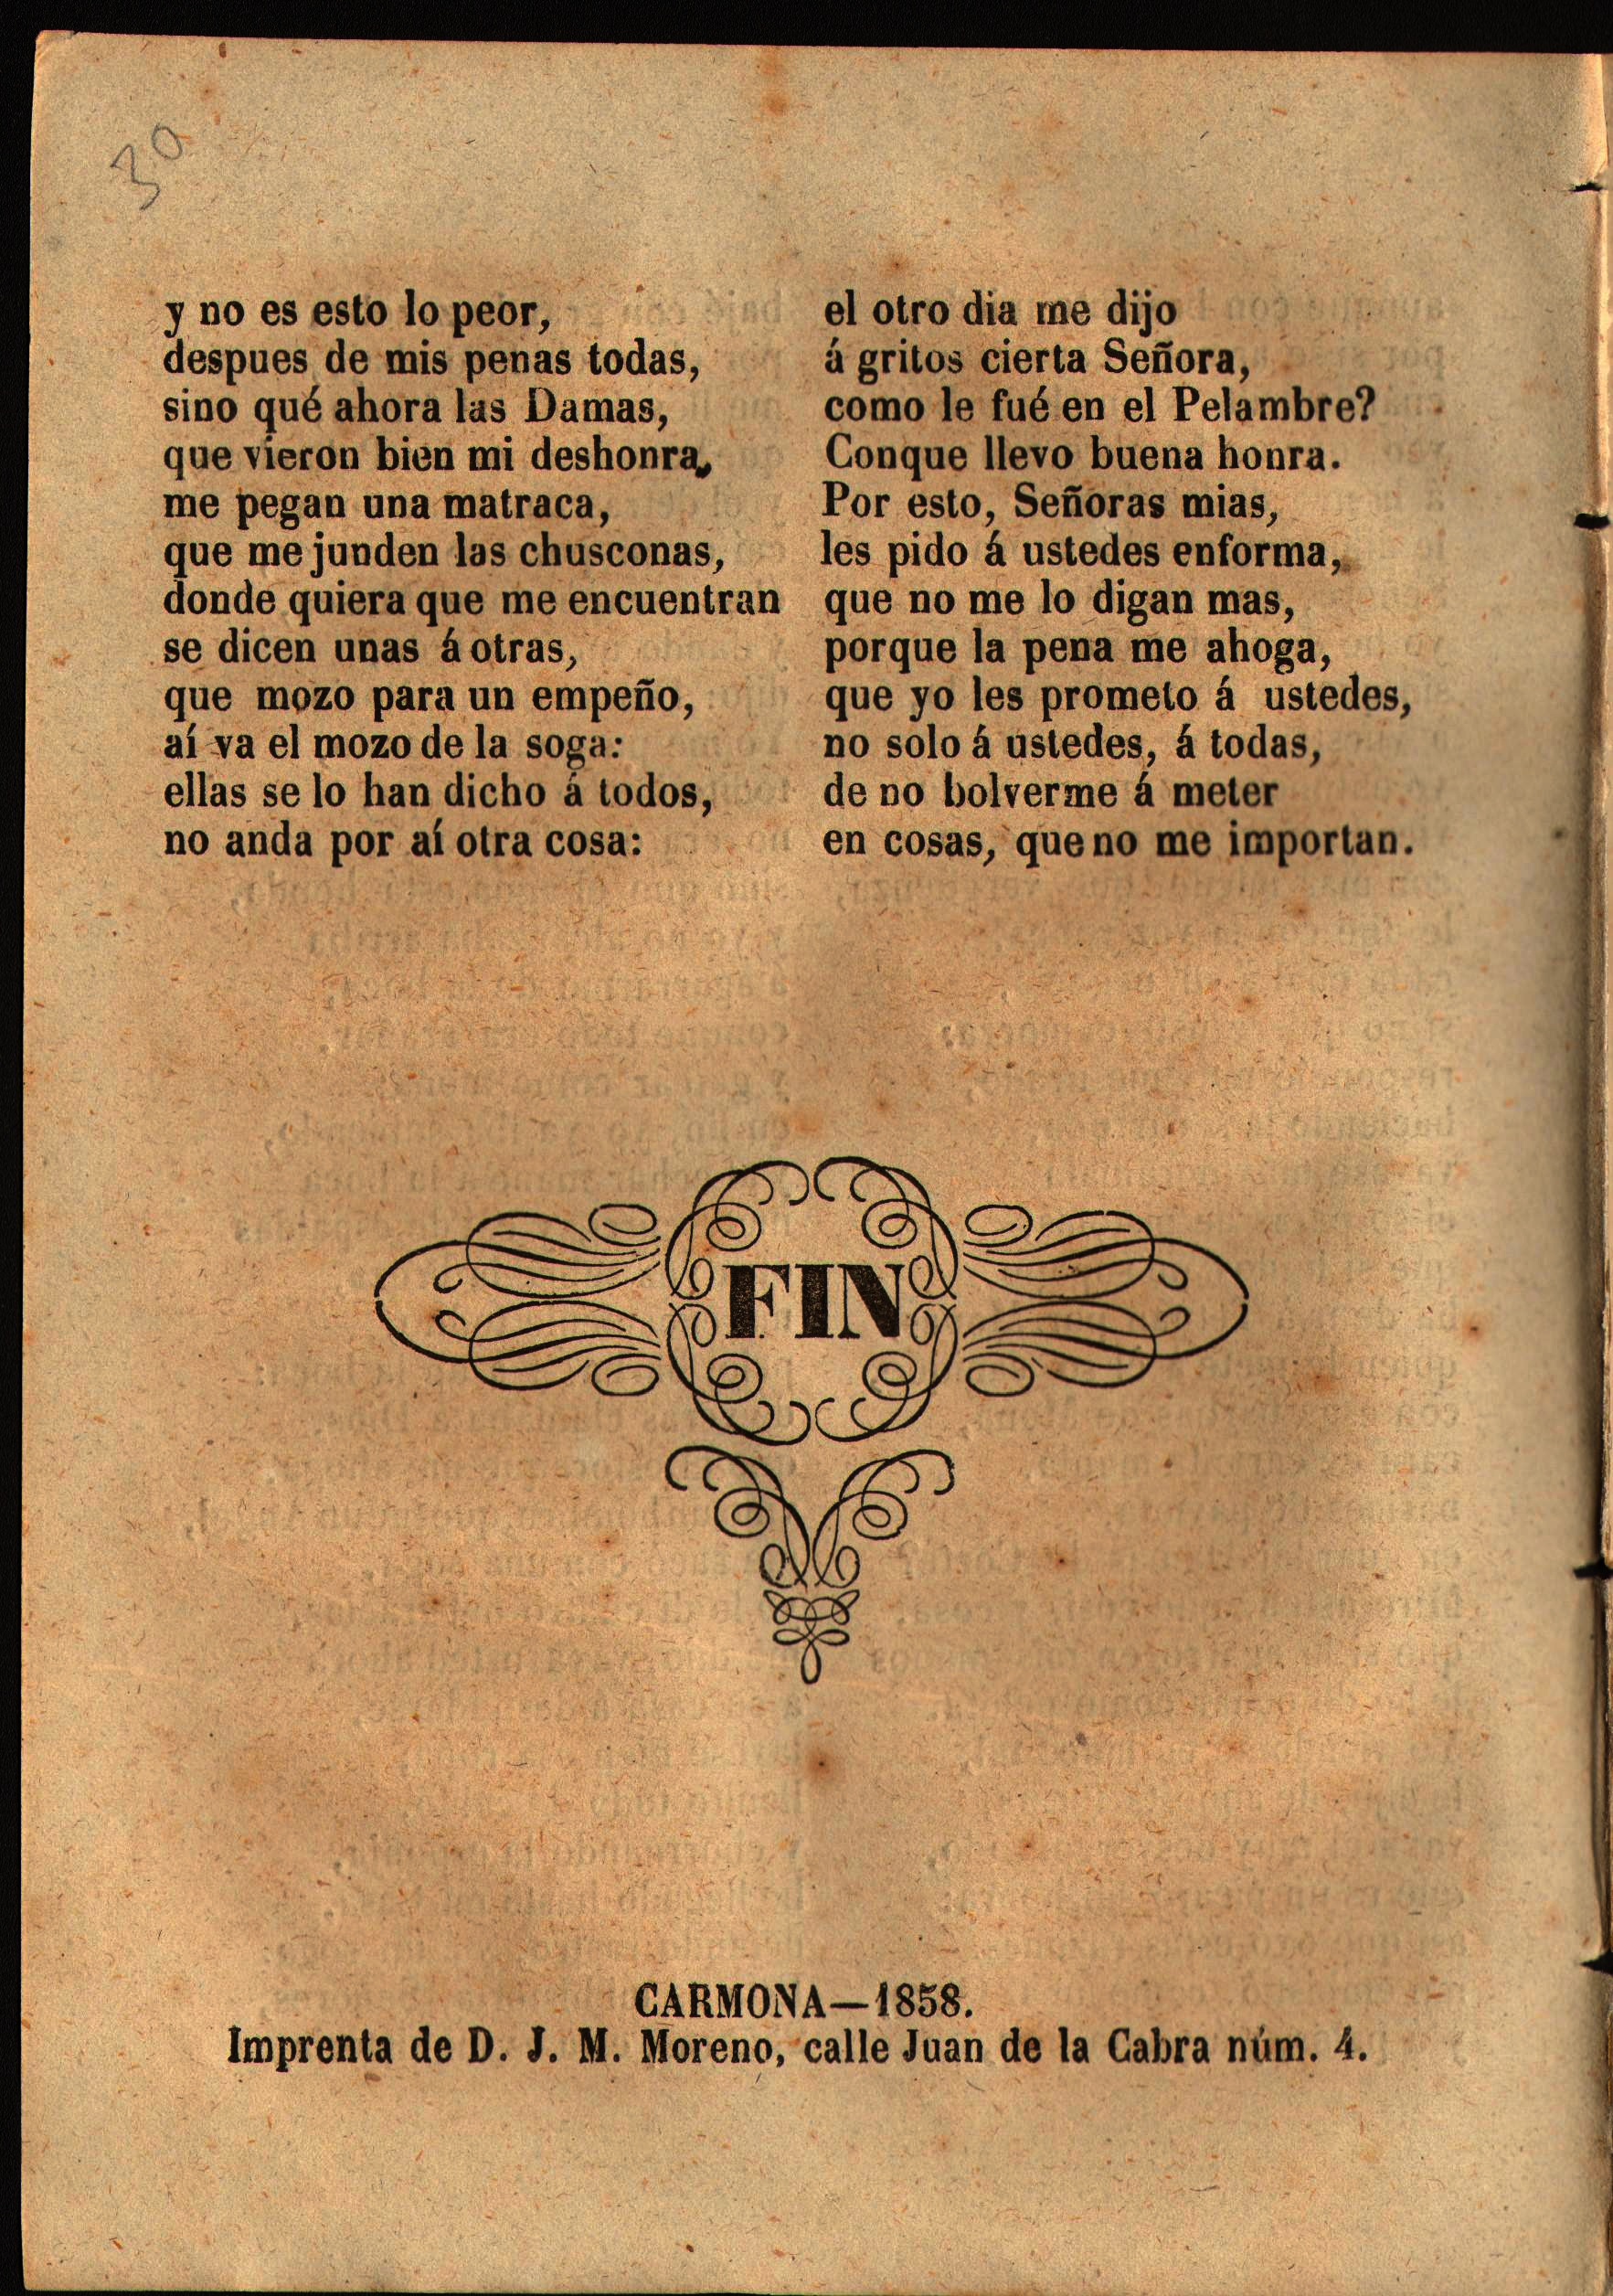 30
y no es esto lo peor,
despues de mis penas todas,
sino qué ahora las Damas,
que vieron bien mi deshonra,
me pegan una matraca,
que me junden las chusconas,
donde quiera que me encuentran
se dicen unas á otras,
que mozo para un empeño,
aí va el mozo de la soga:
ellas se lo han dicho á todos,
no anda por aí otra cosa:
el otro dia me dijo
á gritos cierta Señora,
como le fué en el Pelambre?
Conque llevo buena honra.
Por esto, Señoras mias,
les pido á ustedes enforma,
que no me lo digan mas,
porque la pena me ahoga,
que yo les prometo á ustedes,
no solo á ustedes, á todas,
de no bolverme á meter
en cosas, que no me importan.
FIN
CARMONA—1858.
Imprenta de D. J. M. Moreno, calle Juan de la Cabra núm. 4.